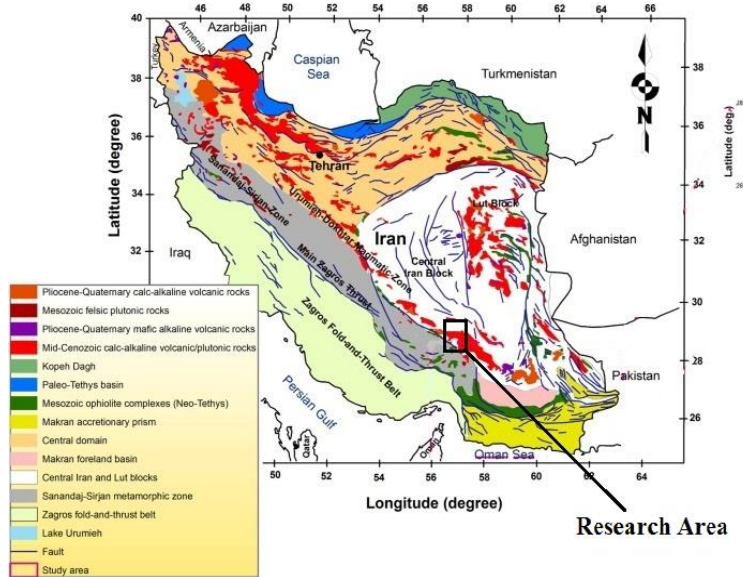 46 48 50 52 54 56 58 60 62 64 66
Azarbaijan
Armenia
Turkey
Caspian
Sea
Turkmenistan
40
38
36
34
32
38
36
34
32
30
28
26
Latitude (degree)
Latitude (degree)
Latitude (deg.)
28
26
N
Tehran
Sanandaj-Sirjan Zone
Urumieh-Dokhtar Magmatic Zone
Lut Block
Iraq
Iran
Central
Iran Block
Afghanistan
Main Zagros Thrust
Zagros Fold-and-Thrust Belt
Persian Gulf
Qatar
Oman
Oman Sea
Pakistan
Pliocene-Quaternary calc-alkaline volcanic rocks
Mesozoic felsic plutonic rocks
Pliocene-Quaternary mafic alkaline volcanic rocks
Mid-Cenozoic calc-alkaline volcanic/plutonic rocks
Kopeh Dagh
Paleo-Tethys basin
Mesozoic ophiolite complexes (Neo-Tethys)
Makran accretionary prism
Central domain
Makran foreland basin
Central Iran and Lut blocks
Sanandaj-Sirjan metamorphic zone
Zagros fold-and-thrust belt
Lake Urumieh
Fault
Study area
50 52 54 56 58 60 62 64
Longitude (degree)
Research Area